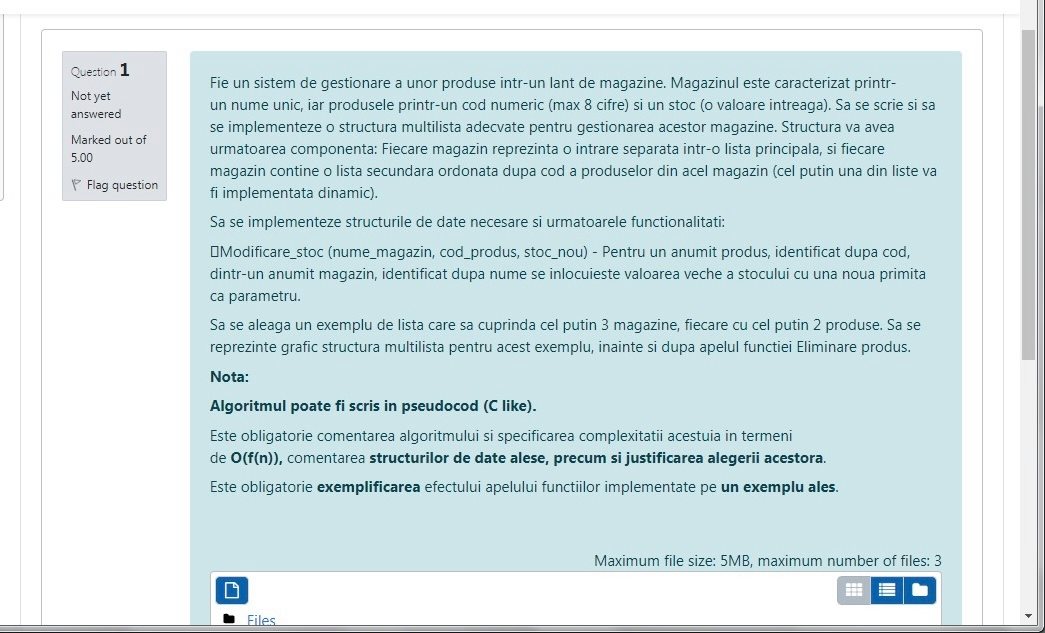 Question 1
Not yet
answered
Marked out of
5.00
Flag question
Fie un sistem de gestionare a unor produse intr-un lant de magazine. Magazinul este caracterizat printr-
un nume unic, iar produsele printr-un cod numeric (max 8 cifre) si un stoc (o valoare intreaga). Sa se scrie si sa
se implementeze o structura multilista adecvate pentru gestionarea acestor magazine. Structura va avea
urmatoarea componenta: Fiecare magazin reprezinta o intrare separata intr-o lista principala, si fiecare
magazin contine o lista secundara ordonata dupa cod a produselor din acel magazin (cel putin una din liste va
fi implementata dinamic).
Sa se implementeze structurile de date necesare si urmatoarele functionalitati:
Modificare_stoc (nume_magazin, cod_produs, stoc_nou) - Pentru un anumit produs, identificat dupa cod,
dintr-un anumit magazin, identificat dupa nume se inlocuieste valoarea veche a stocului cu una noua primita
ca parametru.
Sa se aleaga un exemplu de lista care sa cuprinda cel putin 3 magazine, fiecare cu cel putin 2 produse. Sa se
reprezinte grafic structura multilista pentru acest exemplu, inainte si dupa apelul functiei Eliminare produs.
Nota:
Algoritmul poate fi scris in pseudocod (C like).
Este obligatorie comentarea algoritmului si specificarea complexitatii acestuia in termeni
de O(f(n)), comentarea structurilor de date alese, precum si justificarea alegerii acestora.
Este obligatorie exemplificarea efectului apelului functiilor implementate pe un exemplu ales.
Maximum file size: 5MB, maximum number of files: 3
Files